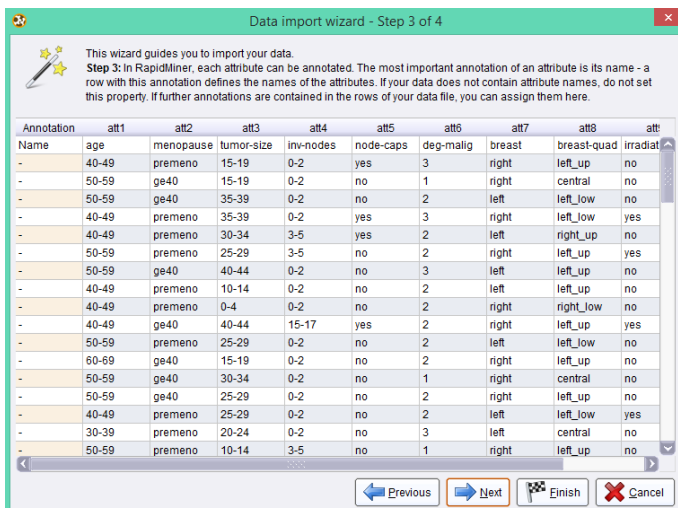 Data import wizard - Step 3 of 4
This wizard guides you to import your data.
Step 3: In RapidMiner, each attribute can be annotated. The most important annotation of an attribute is its name - a
row with this annotation defines the names of the attributes. If your data does not contain attribute names, do not set
this property. If further annotations are contained in the rows of your data file, you can assign them here.
Annotation att1 att2 att3 att4 att5 att6 att7 att8
Name age menopause tumor-size inv-nodes node-caps deg-malig breast breast-quad irradiat
- 40-49 premeno 15-19 0-2 yes 3 right left_up no
- 50-59 ge40 15-19 0-2 no 1 right central no
- 50-59 ge40 35-39 0-2 no 2 left left_low no
- 40-49 premeno 35-39 0-2 yes 3 right left_low yes
- 40-49 premeno 30-34 3-5 yes 2 left right_up no
- 50-59 premeno 25-29 3-5 no 2 right left_up yes
- 50-59 ge40 40-44 0-2 no 3 left left_up no
- 40-49 premeno 10-14 0-2 no 2 left left_up no
- 40-49 premeno 0-4 0-2 no 2 right right_low no
- 40-49 ge40 40-44 15-17 yes 2 right left_up yes
- 50-59 premeno 25-29 0-2 no 2 left left_low no
- 60-69 ge40 15-19 0-2 no 2 right left_up no
- 50-59 ge40 30-34 0-2 no 1 right central no
- 50-59 ge40 25-29 0-2 no 2 right left_up no
- 40-49 premeno 25-29 0-2 no 2 left left_low yes
- 30-39 premeno 20-24 0-2 no 3 left central no
- 50-59 premeno 10-14 3-5 no 1 right left_up no
Previous Next Finish Cancel